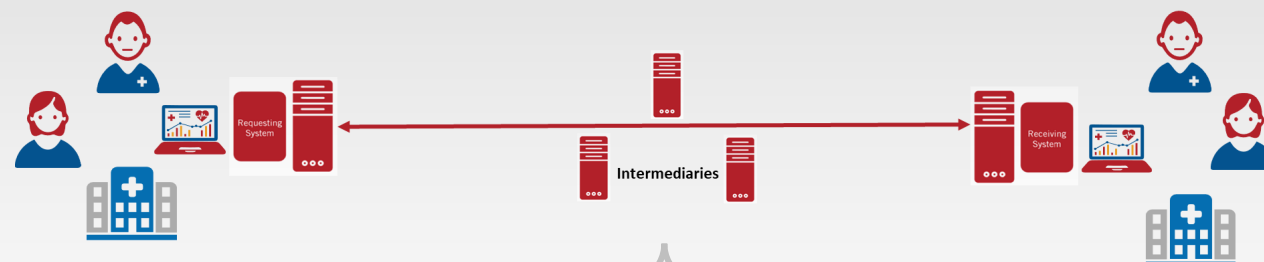 Requesting
System
Intermediaries
Receiving
System